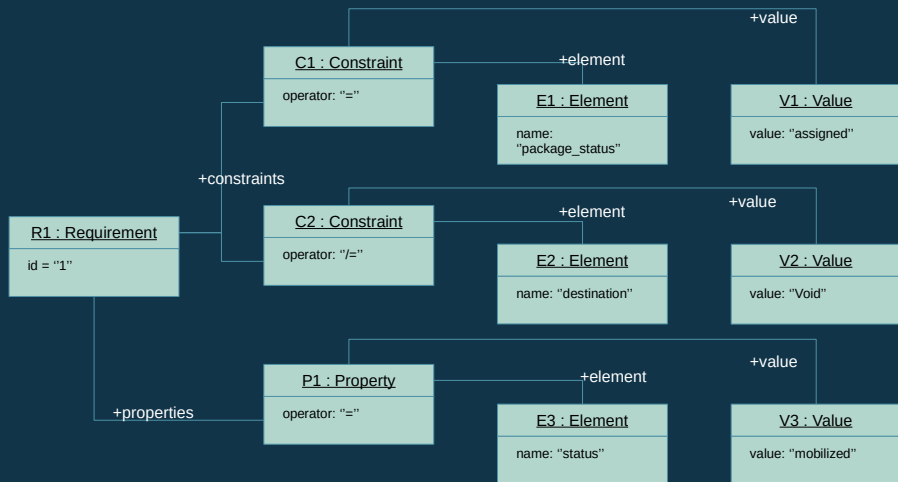 +value
C1 : Constraint
operator: ‘’=’’
+element
E1 : Element
name:
‘’package_status’’
V1 : Value
value: ‘’assigned’’
+constraints
R1 : Requirement
id = ‘’1’’
+value
C2 : Constraint
operator: ‘’/=’’
+element
E2 : Element
name: ‘’destination’’
V2 : Value
value: ‘’Void’’
+value
P1 : Property
operator: ‘’=’’
+element
+properties
E3 : Element
name: ‘’status’’
V3 : Value
value: ‘’mobilized’’